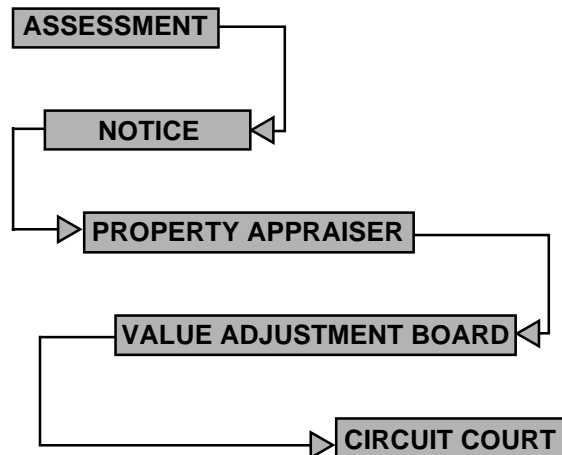 ASSESSMENT
NOTICE
PROPERTY APPRAISER
VALUE ADJUSTMENT BOARD
CIRCUIT COURT